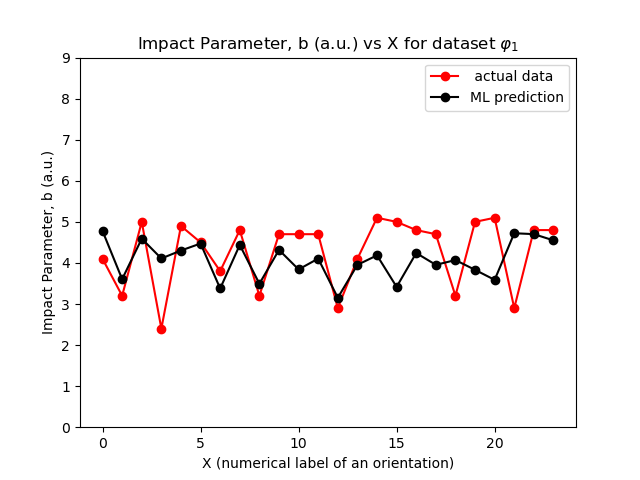 Impact Parameter, b (a.u.) vs X for dataset φ₁
actual data
ML prediction
9
8
7
6
5
4
3
2
1
0
Impact Parameter, b (a.u.)
0 5 10 15 20
X (numerical label of an orientation)